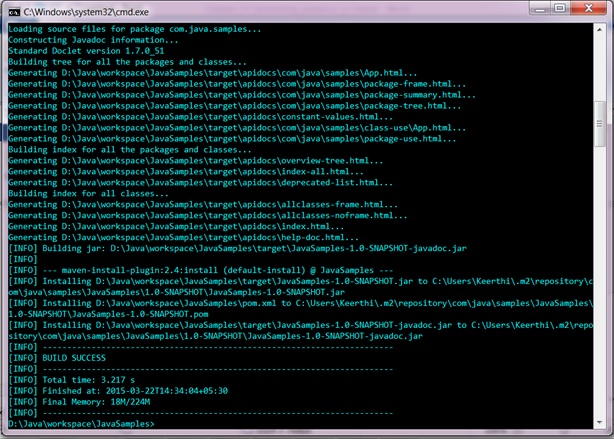 C:\Windows\system32\cmd.exe
Loading source files for package com.java.samples...
Constructing Javadoc information...
Standard Doclet version 1.7.0_51
Building tree for all the packages and classes...
Generating D:\Java\workspace\JavaSamples\target\apidocs\com\java\samples\App.html...
Generating D:\Java\workspace\JavaSamples\target\apidocs\com\java\samples\package-frame.html...
Generating D:\Java\workspace\JavaSamples\target\apidocs\com\java\samples\package-summary.html...
Generating D:\Java\workspace\JavaSamples\target\apidocs\com\java\samples\package-tree.html...
Generating D:\Java\workspace\JavaSamples\target\apidocs\constant-values.html...
Generating D:\Java\workspace\JavaSamples\target\apidocs\com\java\samples\class-use\App.html...
Generating D:\Java\workspace\JavaSamples\target\apidocs\com\java\samples\package-use.html...
Building index for all the packages and classes...
Generating D:\Java\workspace\JavaSamples\target\apidocs\overview-tree.html...
Generating D:\Java\workspace\JavaSamples\target\apidocs\index-all.html...
Generating D:\Java\workspace\JavaSamples\target\apidocs\deprecated-list.html...
Building index for all classes...
Generating D:\Java\workspace\JavaSamples\target\apidocs\allclasses-frame.html...
Generating D:\Java\workspace\JavaSamples\target\apidocs\allclasses-noframe.html...
Generating D:\Java\workspace\JavaSamples\target\apidocs\index.html...
Generating D:\Java\workspace\JavaSamples\target\apidocs\help-doc.html...
[INFO] Building jar: D:\Java\workspace\JavaSamples\target\JavaSamples-1.0-SNAPSHOT-javadoc.jar
[INFO]
[INFO] --- maven-install-plugin:2.4:install (default-install) @ JavaSamples ---
[INFO] Installing D:\Java\workspace\JavaSamples\target\JavaSamples-1.0-SNAPSHOT.jar to C:\Users\Keerthi\.m2\repository\c
om\java\samples\JavaSamples\1.0-SNAPSHOT\JavaSamples-1.0-SNAPSHOT.jar
[INFO] Installing D:\Java\workspace\JavaSamples\pom.xml to C:\Users\Keerthi\.m2\repository\com\java\samples\JavaSamples\
1.0-SNAPSHOT\JavaSamples-1.0-SNAPSHOT.pom
[INFO] Installing D:\Java\workspace\JavaSamples\target\JavaSamples-1.0-SNAPSHOT-javadoc.jar to C:\Users\Keerthi\.m2\repo
sitory\com\java\samples\JavaSamples\1.0-SNAPSHOT\JavaSamples-1.0-SNAPSHOT-javadoc.jar
[INFO] ------------------------------------------------------------------------
[INFO] BUILD SUCCESS
[INFO] ------------------------------------------------------------------------
[INFO] Total time: 3.217 s
[INFO] Finished at: 2015-03-22T14:34:04+05:30
[INFO] Final Memory: 18M/224M
[INFO] ------------------------------------------------------------------------
D:\Java\workspace\JavaSamples>